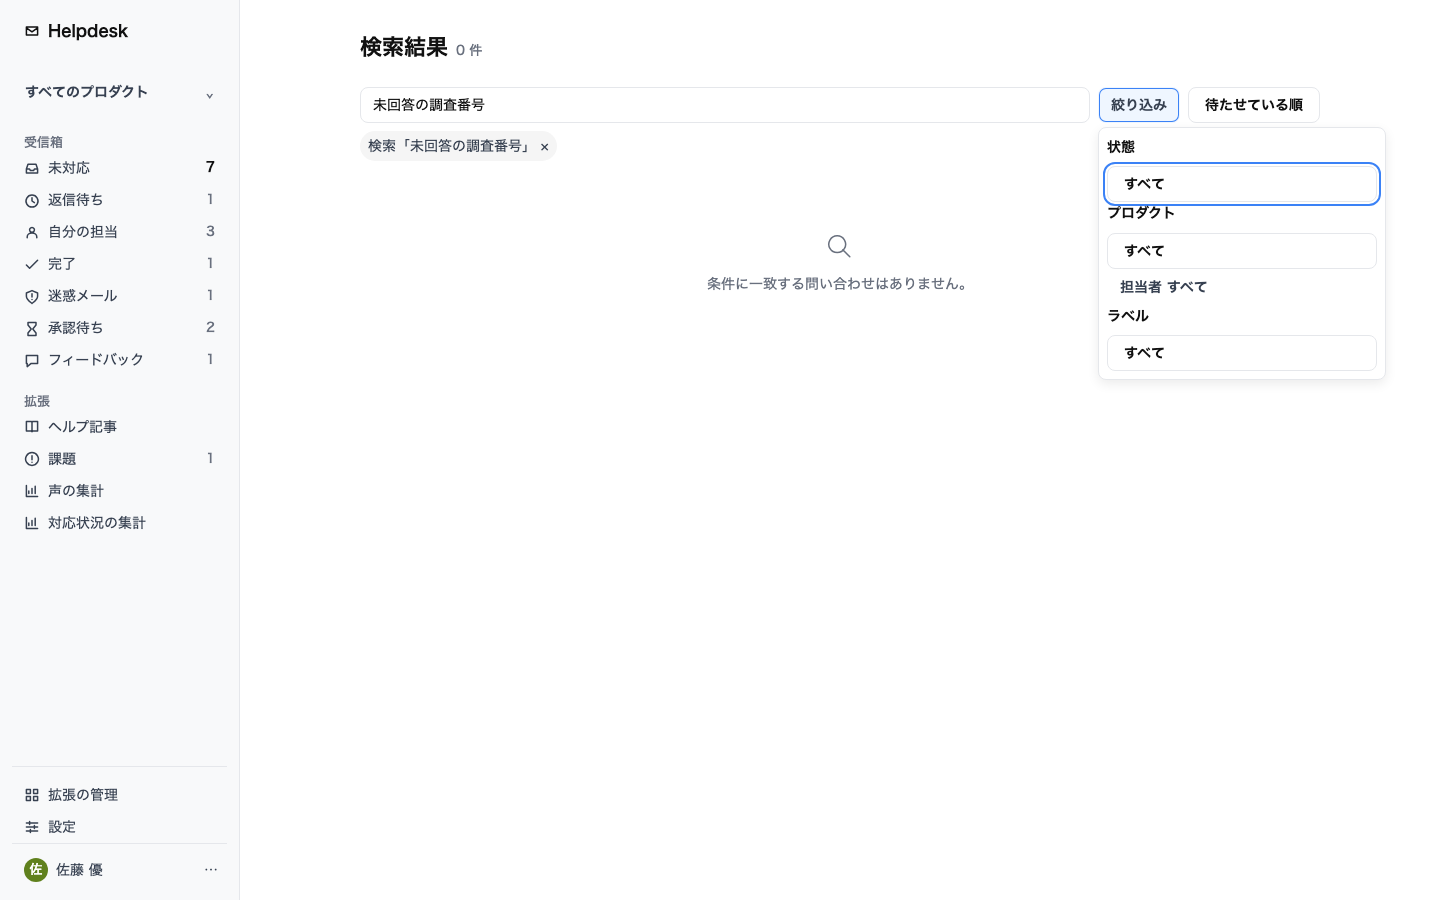 Helpdesk
すべてのプロダクト
受信箱
未対応 7
返信待ち 1
自分の担当 3
完了 1
迷惑メール 1
承認待ち 2
フィードバック 1
拡張
ヘルプ記事
課題 1
声の集計
対応状況の集計
拡張の管理
設定
佐 佐藤 優 …
検索結果 0 件
未回答の調査番号 絞り込み 待たせている順
検索「未回答の調査番号」 ×
条件に一致する問い合わせはありません。
状態
すべて
プロダクト
すべて
担当者 すべて
ラベル
すべて